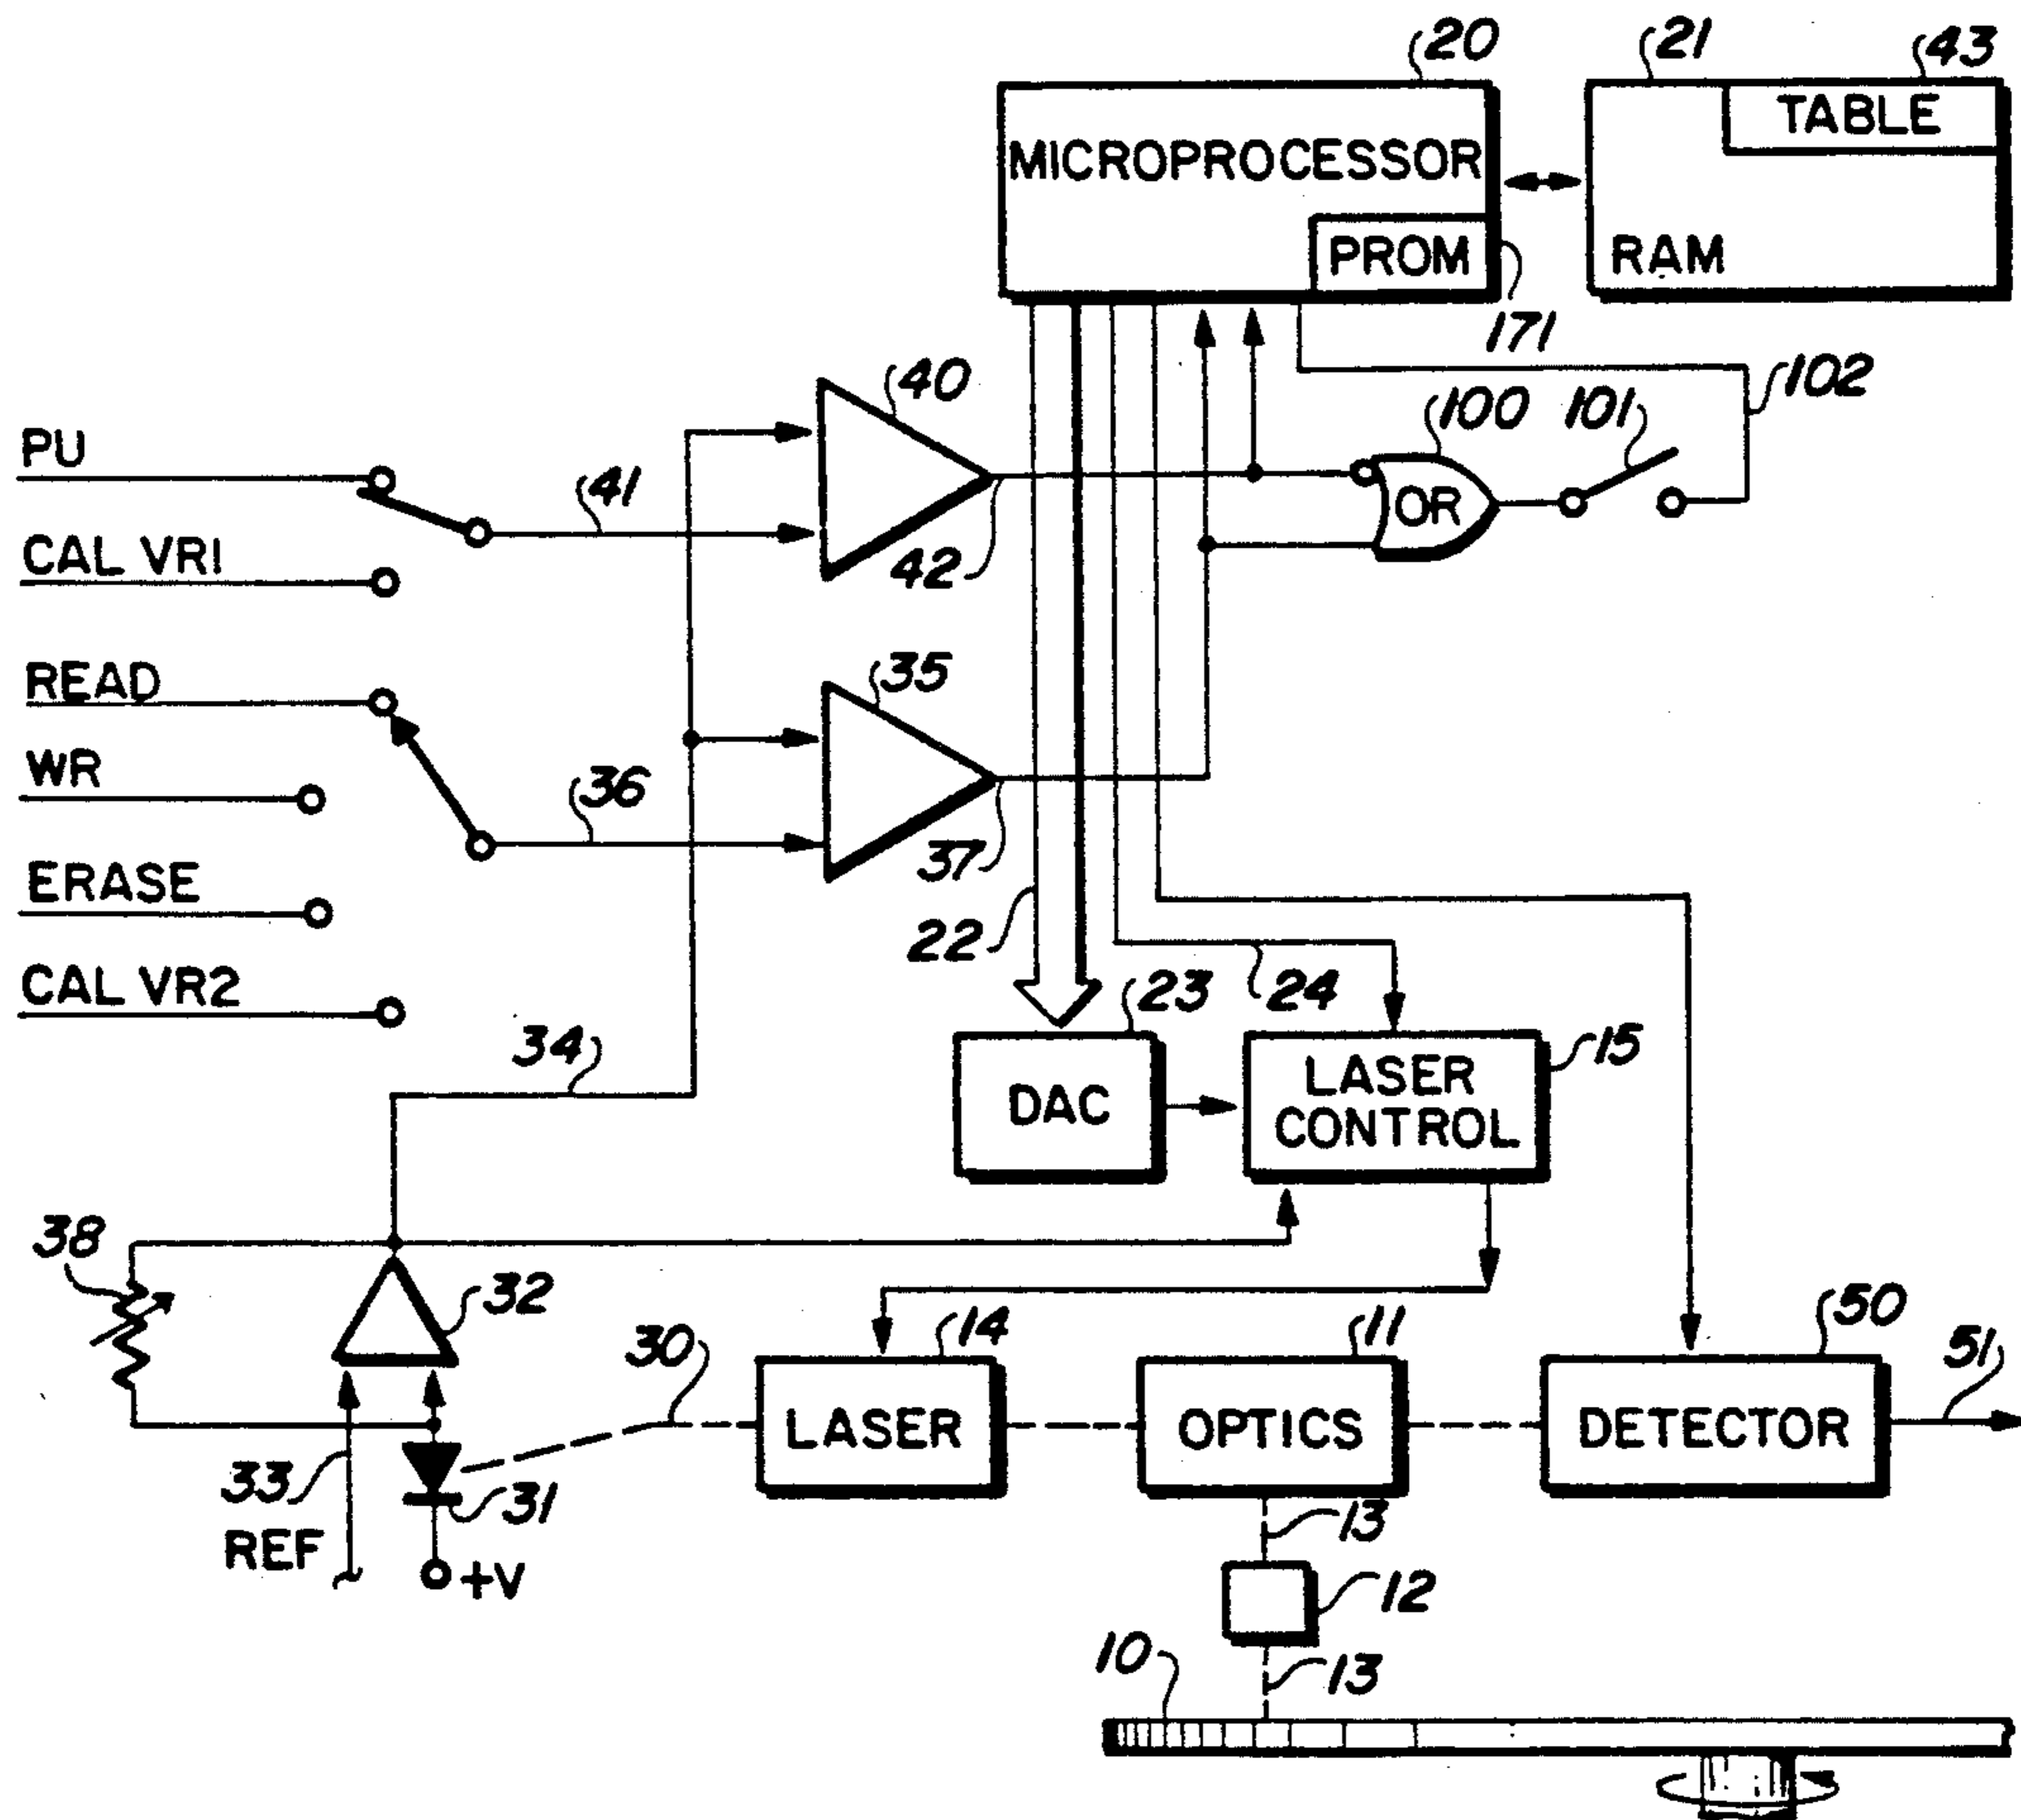 20
21
43
MICROPROCESSOR
TABLE
PROM
RAM
171
40
102
100
101
PU
41
OR
CAL VR1
42
READ
35
WR
36
37
ERASE
22
CAL VR2
24
23
34
15
DAC
LASER
CONTROL
38
32
30
14
11
50
51
LASER
OPTICS
DETECTOR
33
31
REF
+V
13
12
10
13